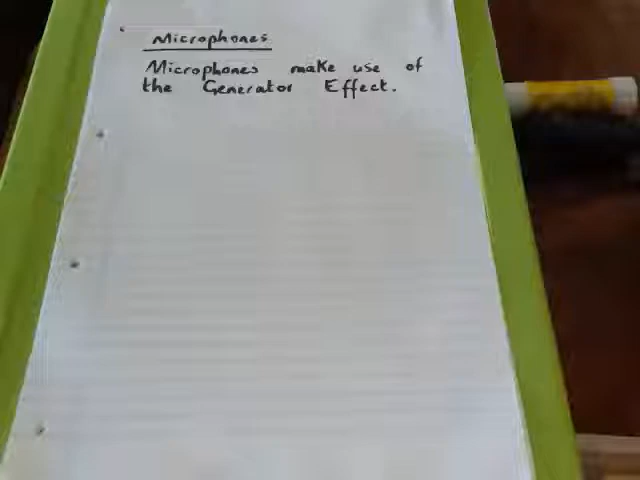 Microphones
Microphones make use of
the Generator Effect.